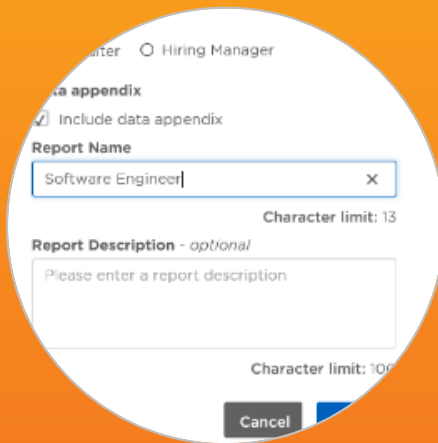 Hiring Manager
appendix
Include data appendix
Report Name
Software Engineer
Character limit: 13
Report Description - optional
Please enter a report description
Character limit:
Cancel